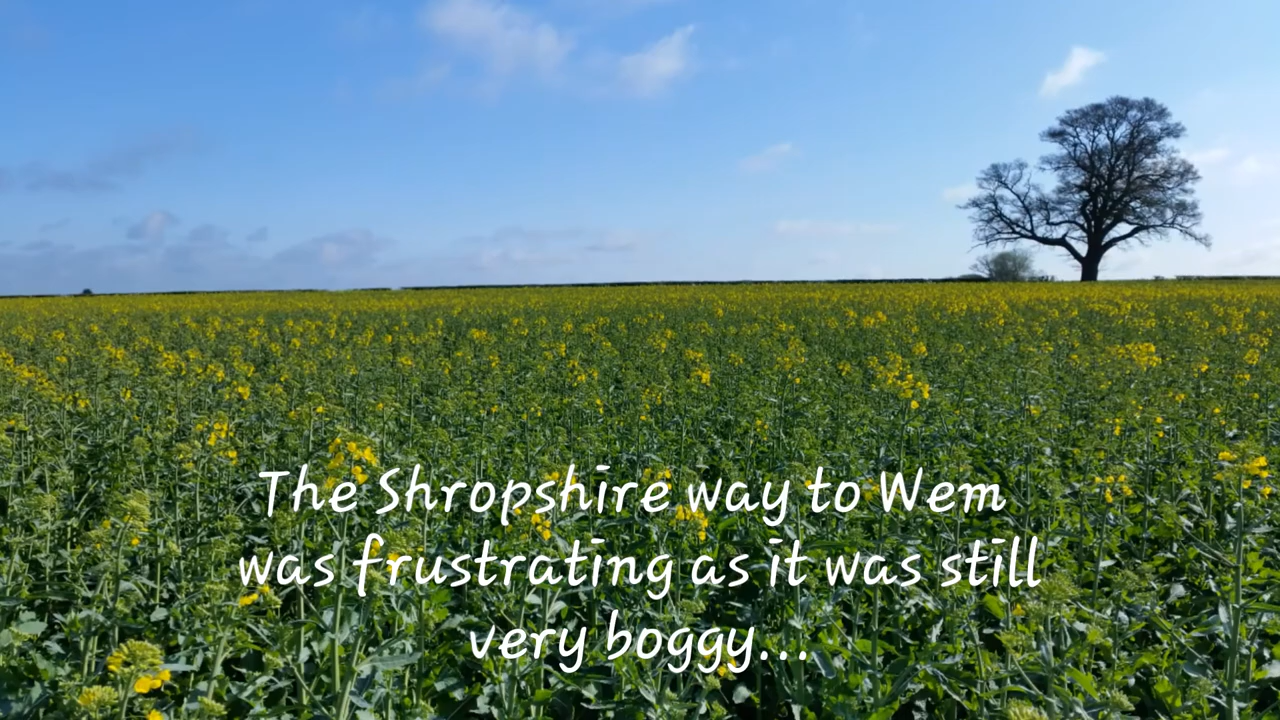 The Shropshire way to Wem
was frustrating as it was still
very boggy...